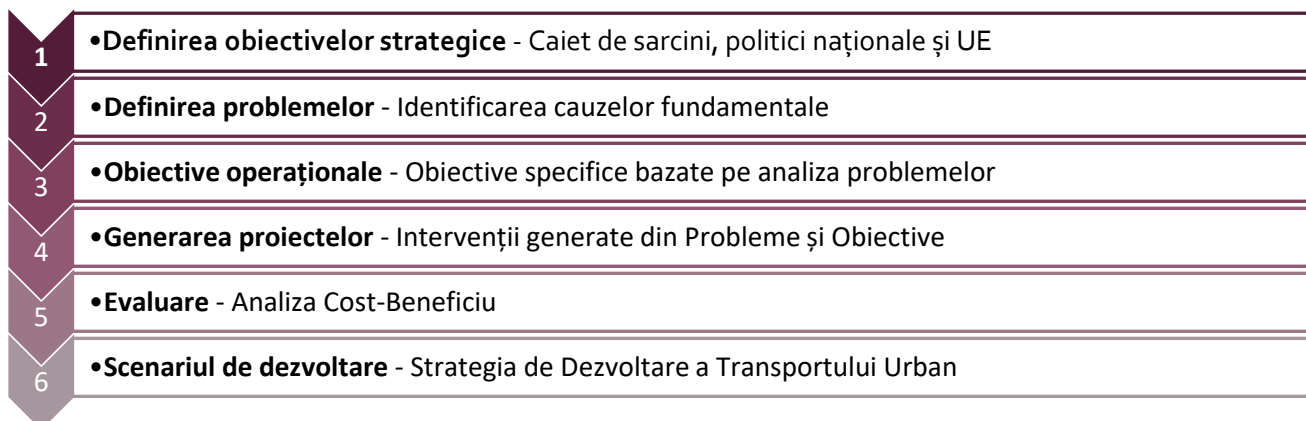 1
•Definirea obiectivelor strategice - Caiet de sarcini, politici naționale și UE
2
•Definirea problemelor - Identificarea cauzelor fundamentale
3
•Obiective operaționale - Obiective specifice bazate pe analiza problemelor
4
•Generarea proiectelor - Intervenții generate din Probleme și Obiective
5
•Evaluare - Analiza Cost-Beneficiu
6
•Scenariul de dezvoltare - Strategia de Dezvoltare a Transportului Urban